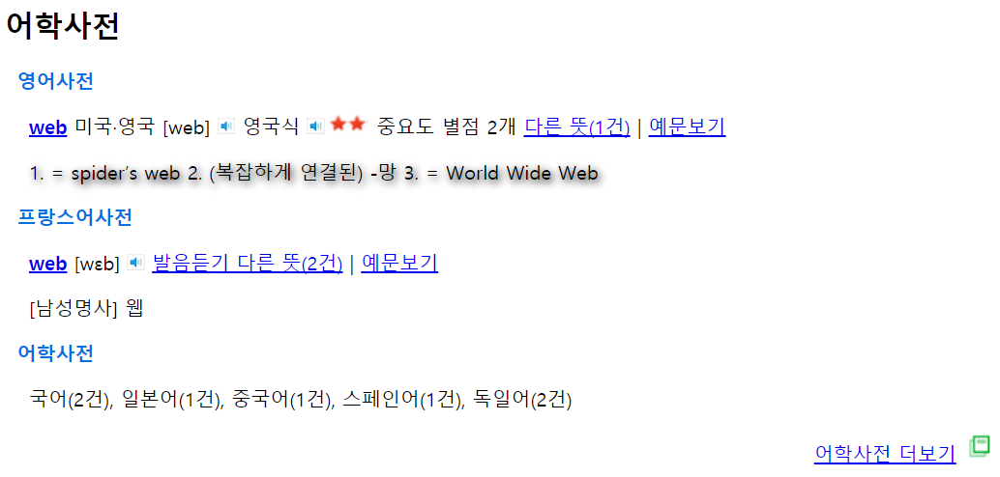 어학사전
영어사전
web 미국·영국 [web] 영국식 중요도 별점 2개 다른 뜻(1건) | 예문보기
1. = spider’s web 2. (복잡하게 연결된) -망 3. = World Wide Web
프랑스어사전
web [wɛb] 발음듣기 다른 뜻(2건) | 예문보기
[남성명사] 웹
어학사전
국어(2건), 일본어(1건), 중국어(1건), 스페인어(1건), 독일어(2건)
어학사전 더보기